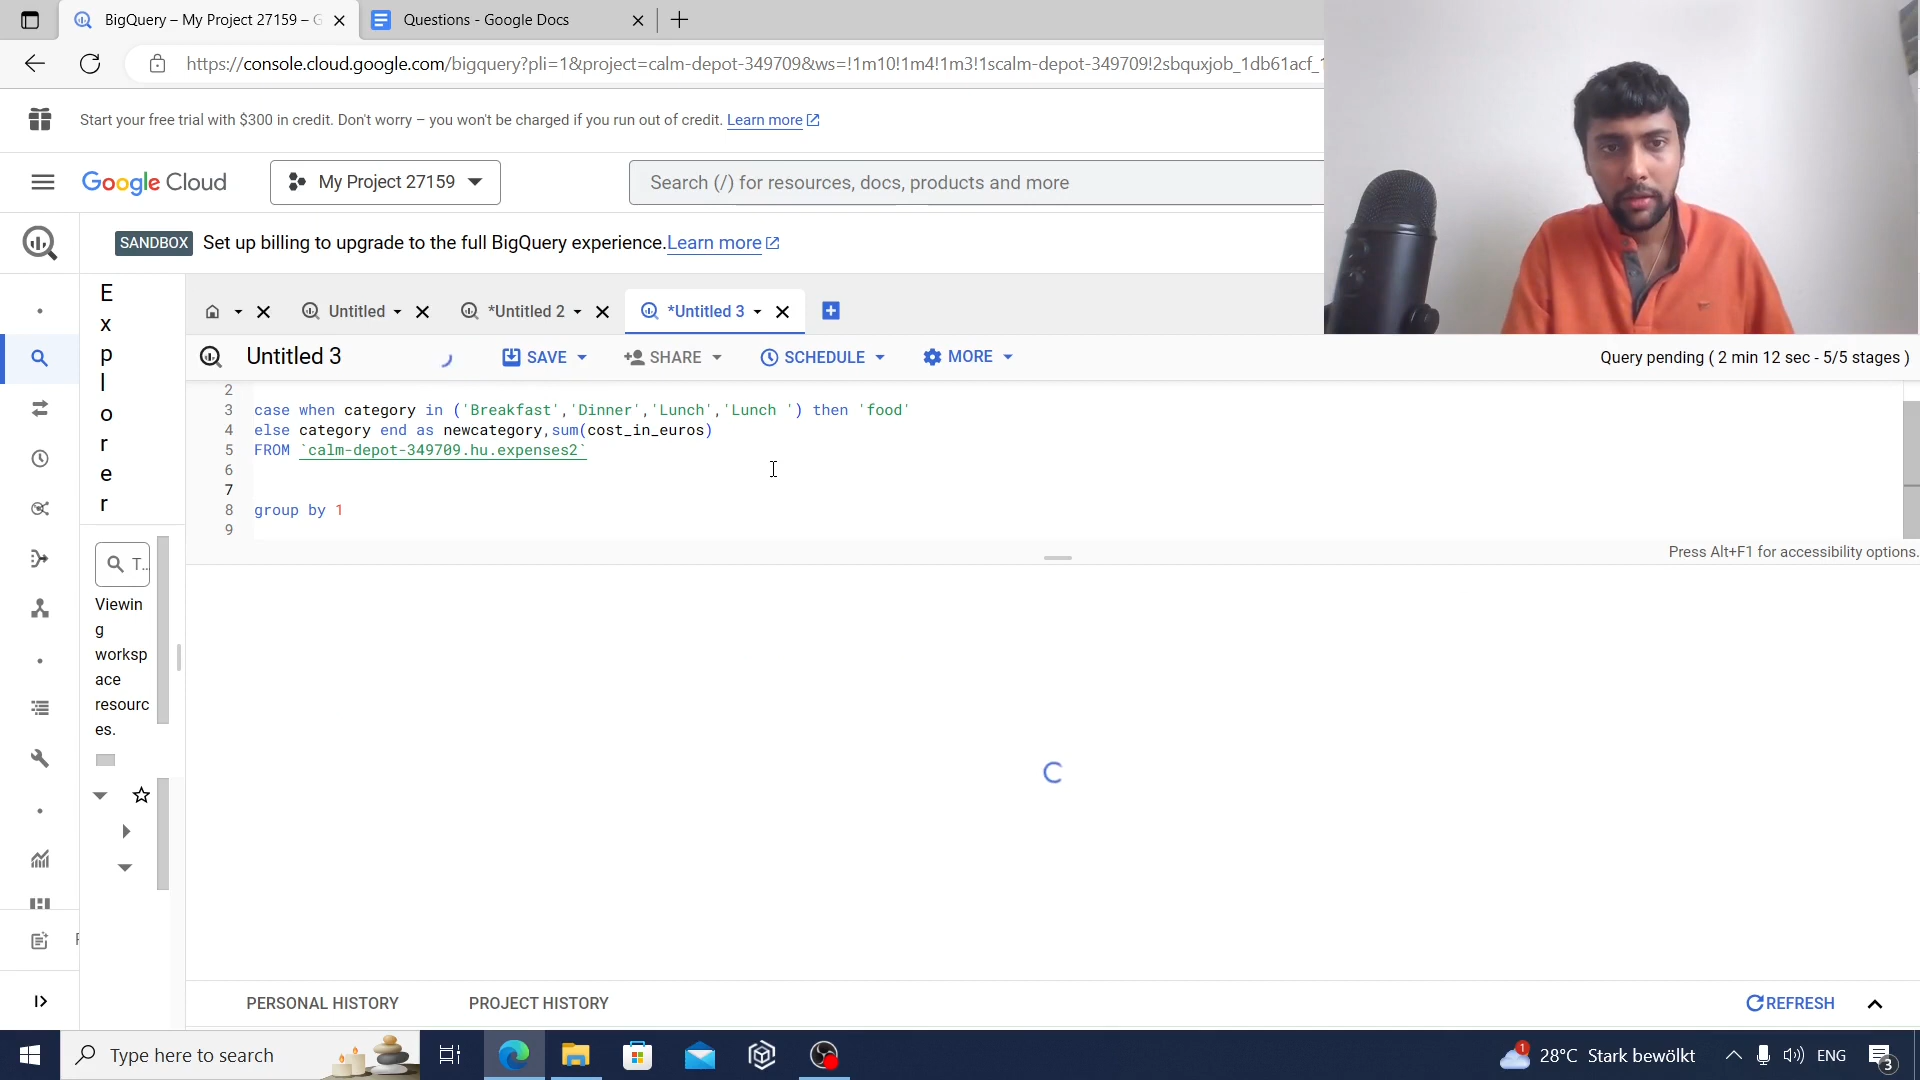 BigQuery – My Project 27159 – G
Questions - Google Docs
https://console.cloud.google.com/bigquery?pli=1&project=calm-depot-349709&ws=!1m10!1m4!1m3!1scalm-depot-349709!2sbquxjob_1db61acf_1
Start your free trial with $300 in credit. Don't worry – you won't be charged if you run out of credit. Learn more
Google Cloud
My Project 27159
Search (/) for resources, docs, products and more
SANDBOX Set up billing to upgrade to the full BigQuery experience. Learn more
Explorer
Untitled
*Untitled 2
*Untitled 3
Untitled 3
SAVE
SHARE
SCHEDULE
MORE
Query pending ( 2 min 12 sec - 5/5 stages )
2
3 case when category in ('Breakfast','Dinner','Lunch','Lunch ') then 'food'
4 else category end as newcategory,sum(cost_in_euros)
5 FROM `calm-depot-349709.hu.expenses2`
6
7
8 group by 1
9
Press Alt+F1 for accessibility options.
T..
Viewin
g
worksp
ace
resourc
es.
PERSONAL HISTORY
PROJECT HISTORY
REFRESH
Type here to search
1
28°C Stark bewölkt
ENG
3